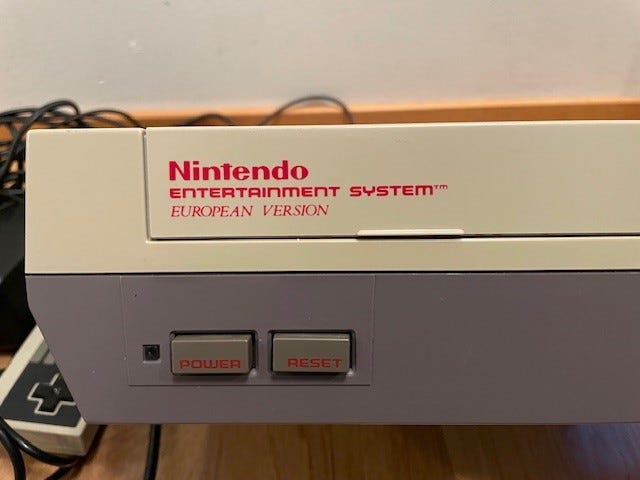 Nintendo
ENTERTAINMENT SYSTEM™
EUROPEAN VERSION
POWER RESET